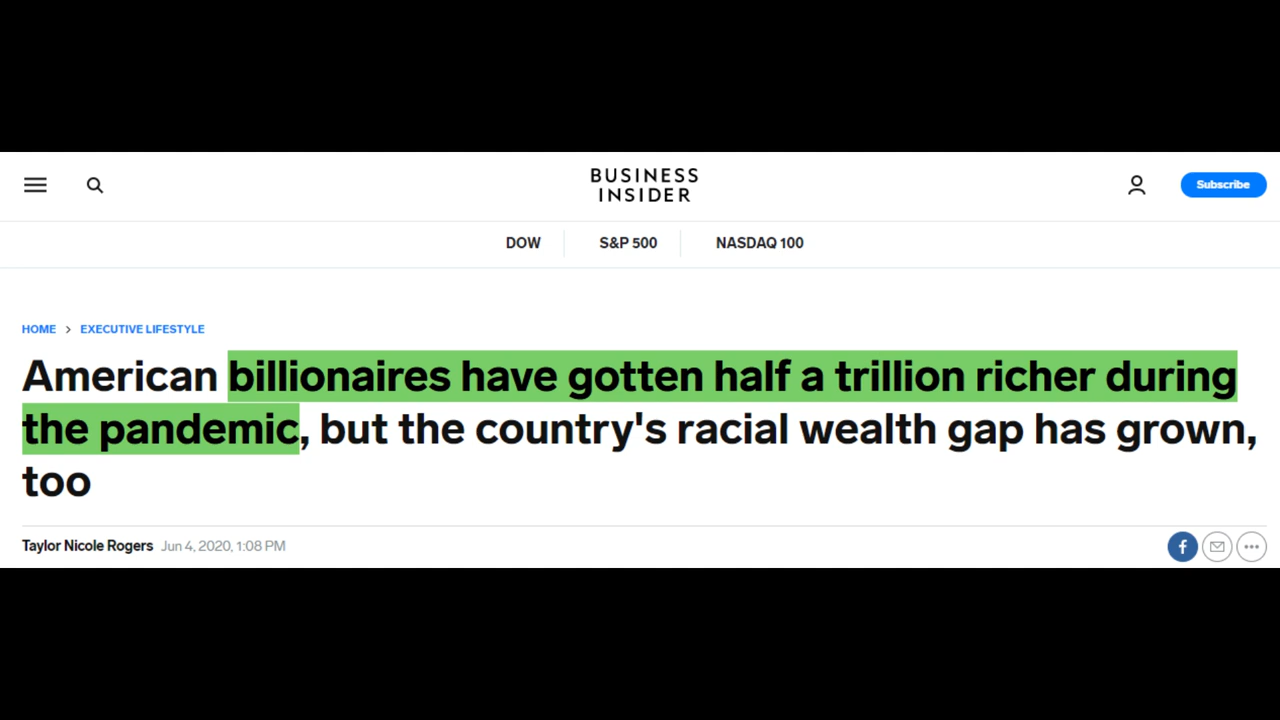 BUSINESS
INSIDER
Subscribe
DOW
S&P 500
NASDAQ 100
HOME > EXECUTIVE LIFESTYLE
American billionaires have gotten half a trillion richer during
the pandemic, but the country's racial wealth gap has grown,
too
Taylor Nicole Rogers Jun 4, 2020, 1:08 PM